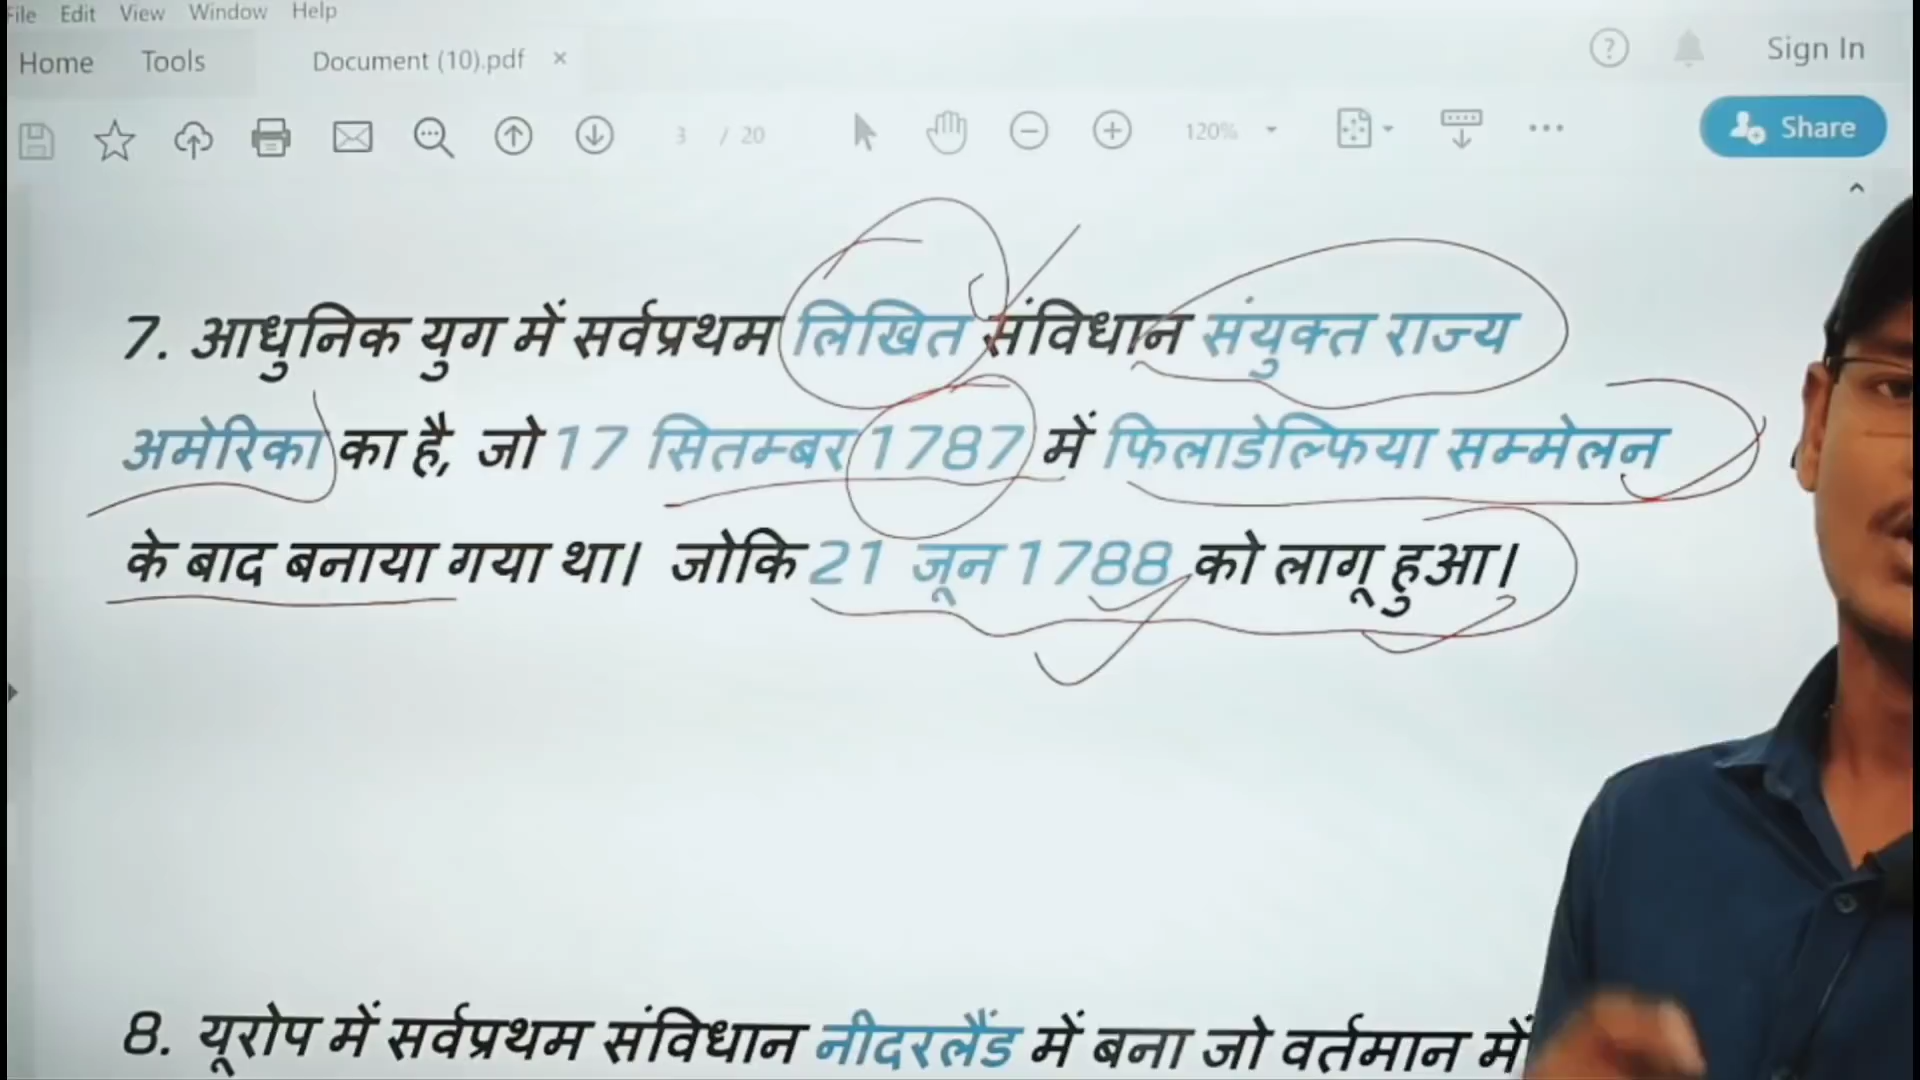 File Edit View Window Help
Home Tools Document (10).pdf × Sign In
3 / 20 120% Share
7. आधुनिक युग में सर्वप्रथम लिखित संविधान संयुक्त राज्य
अमेरिका का है, जो 17 सितम्बर 1787 में फिलाडेल्फिया सम्मेलन
के बाद बनाया गया था। जोकि 21 जून 1788 को लागू हुआ।
8. यूरोप में सर्वप्रथम संविधान नीदरलैंड में बना जो वर्तमान में